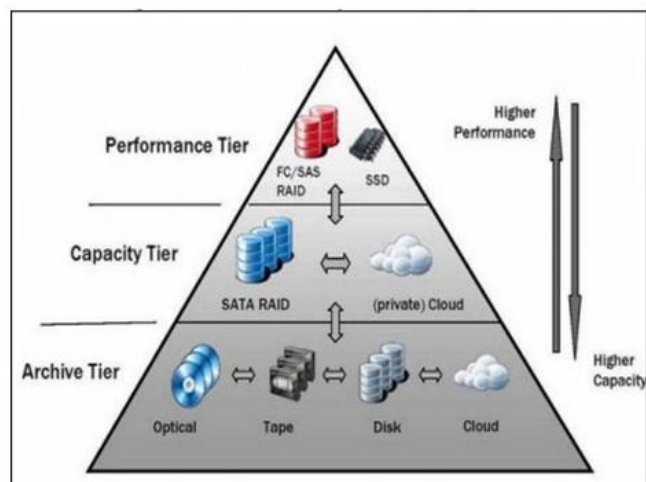 Performance Tier
FC/SAS
RAID
SSD
Higher
Performance
Capacity Tier
SATA RAID
(private) Cloud
Archive Tier
Optical
Tape
Disk
Cloud
Higher
Capacity